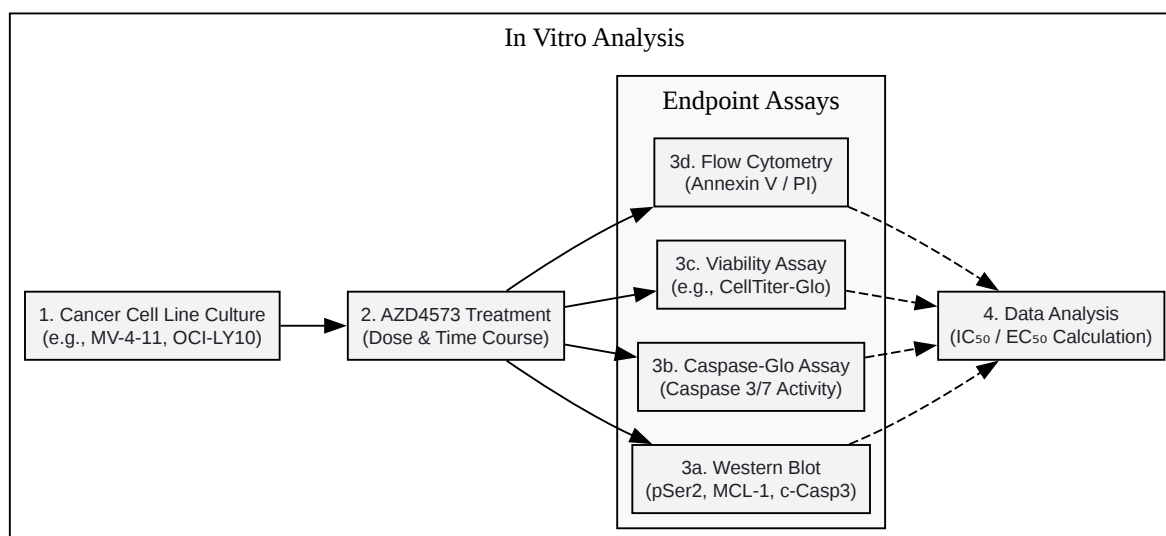 In Vitro Analysis
Endpoint Assays
3d. Flow Cytometry
(Annexin V / PI)
3c. Viability Assay
(e.g., CellTiter-Glo)
1. Cancer Cell Line Culture
(e.g., MV-4-11, OCI-LY10)
2. AZD4573 Treatment
(Dose & Time Course)
4. Data Analysis
(IC₅₀ / EC₅₀ Calculation)
3b. Caspase-Glo Assay
(Caspase 3/7 Activity)
3a. Western Blot
(pSer2, MCL-1, c-Casp3)